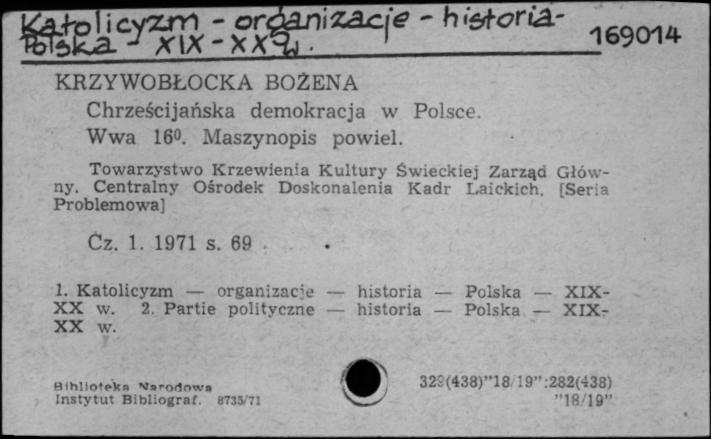 Katolicyzm - organizacje - historia-
Polska - XIX-XX w.
169014
KRZYWOBŁOCKA BOŻENA
Chrześcijańska demokracja w Polsce.
Wwa 16⁰. Maszynopis powiel.
Towarzystwo Krzewienia Kultury Świeckiej Zarząd Głów-
ny. Centralny Ośrodek Doskonalenia Kadr Laickich. [Seria
Problemowa]
Cz. 1. 1971 s. 69
1. Katolicyzm — organizacje — historia — Polska — XIX-
XX w. 2. Partie polityczne — historia — Polska — XIX-
XX w.
Biblioteka Narodowa
Instytut Bibliograf. 8735/71
329(438)"18/19":282(438)
"18/19"